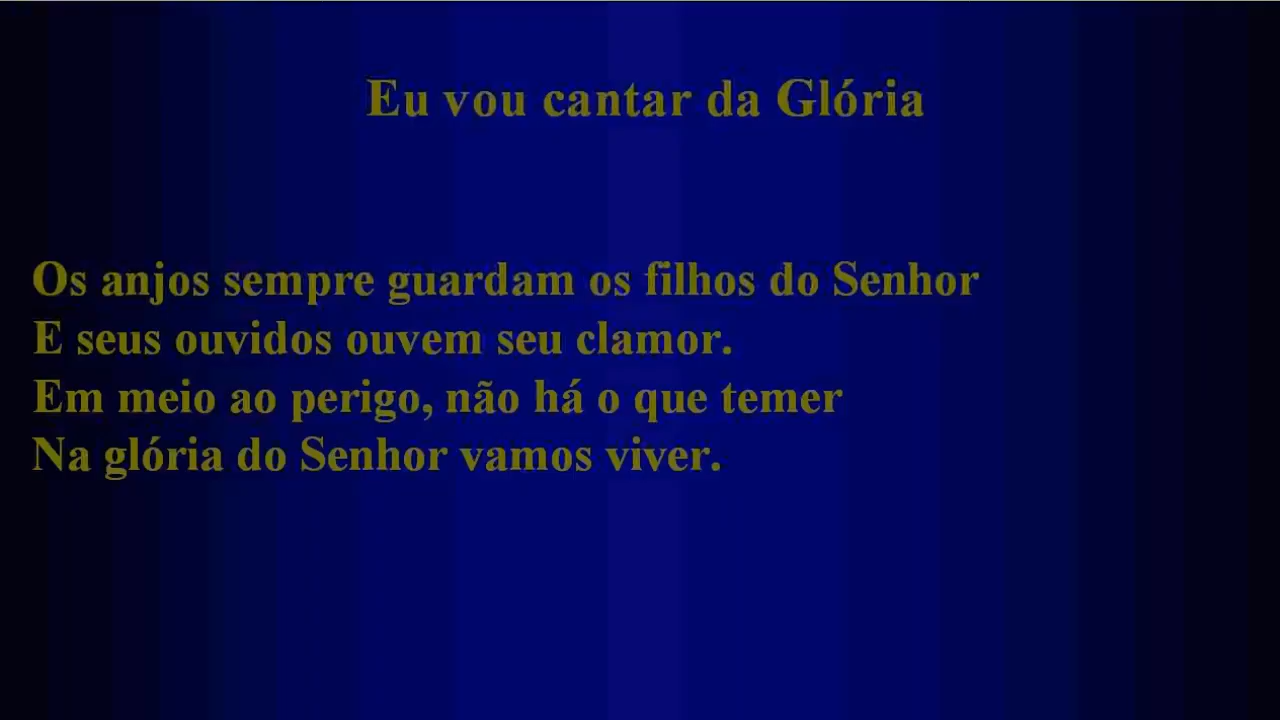 Eu vou cantar da Glória
Os anjos sempre guardam os filhos do Senhor
E seus ouvidos ouvem seu clamor.
Em meio ao perigo, não há o que temer
Na glória do Senhor vamos viver.